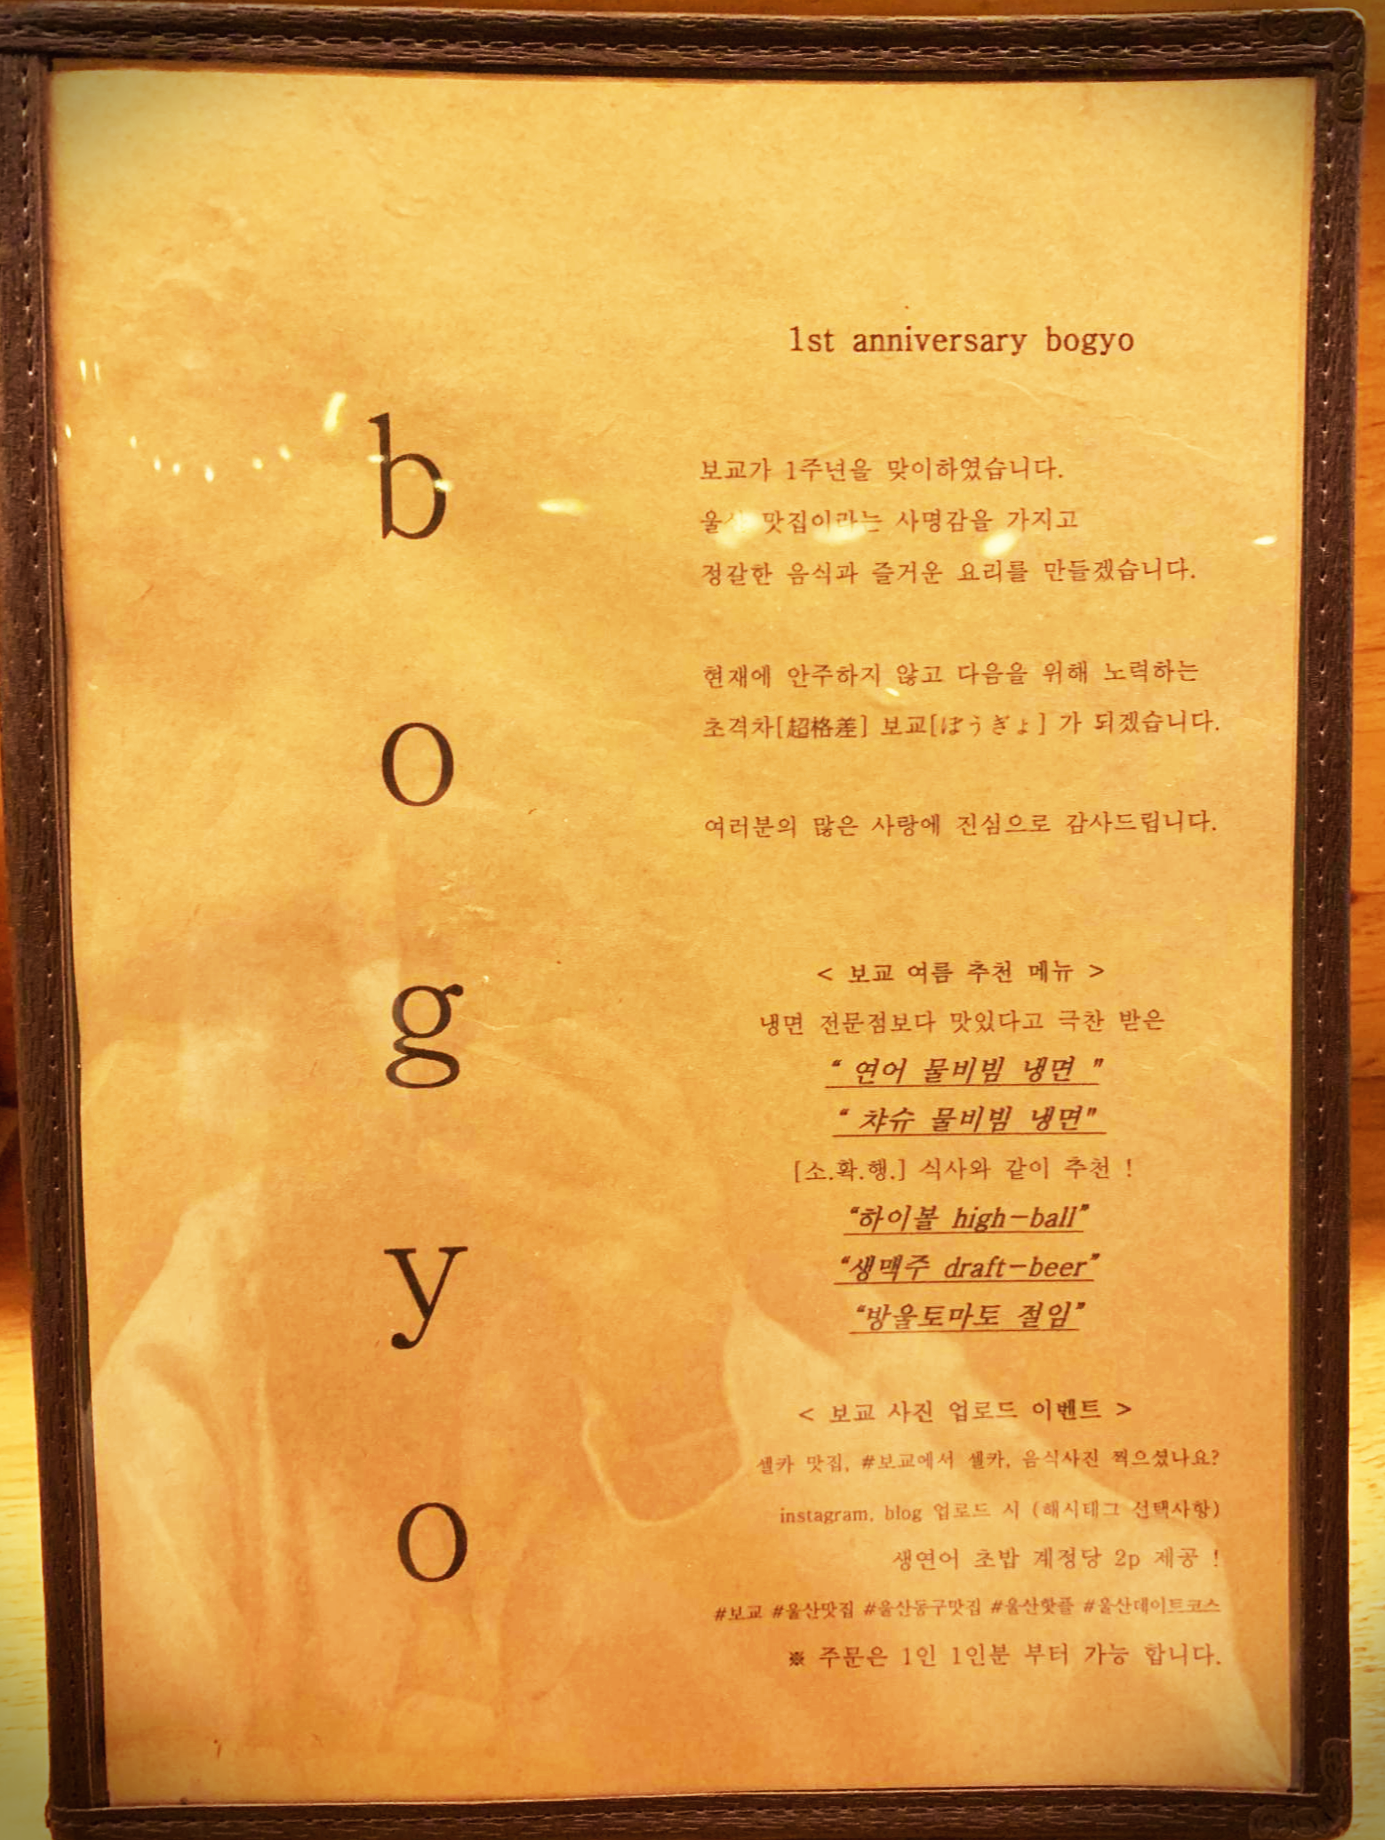 bogyo
1st anniversary bogyo
보교가 1주년을 맞이하였습니다.
맛집이라는 사명감을 가지고
정갈한 음식과 즐거운 요리를 만들겠습니다.
현재에 안주하지 않고 다음을 위해 노력하는
초격차[超格差] 보교[ぼうぎょ] 가 되겠습니다.
여러분의 많은 사랑에 진심으로 감사드립니다.
< 보교 여름 추천 메뉴 >
냉면 전문점보다 맛있다고 극찬 받은
“ 연어 물비빔 냉면 ”
“ 챠슈 물비빔 냉면”
[소.확.행.] 식사와 같이 추천 !
“하이볼 high-ball”
“생맥주 draft-beer”
“방울토마토 절임”
< 보교 사진 업로드 이벤트 >
셀카 맛집, #보교에서 셀카, 음식사진 찍으셨나요?
instagram, blog 업로드 시 (해시태그 선택사항)
생연어 초밥 계정당 2p 제공 !
#보교 #울산맛집 #울산동구맛집 #울산핫플 #울산데이트코스
※ 주문은 1인 1인분 부터 가능 합니다.